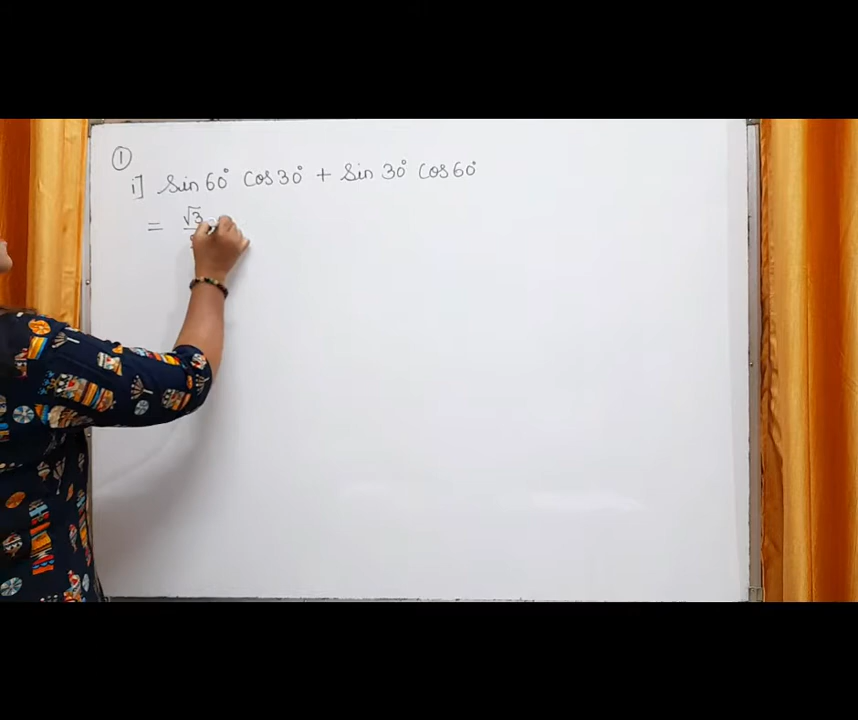 ①
i] Sin 60° Cos 30° + Sin 30° Cos 60°
= √3